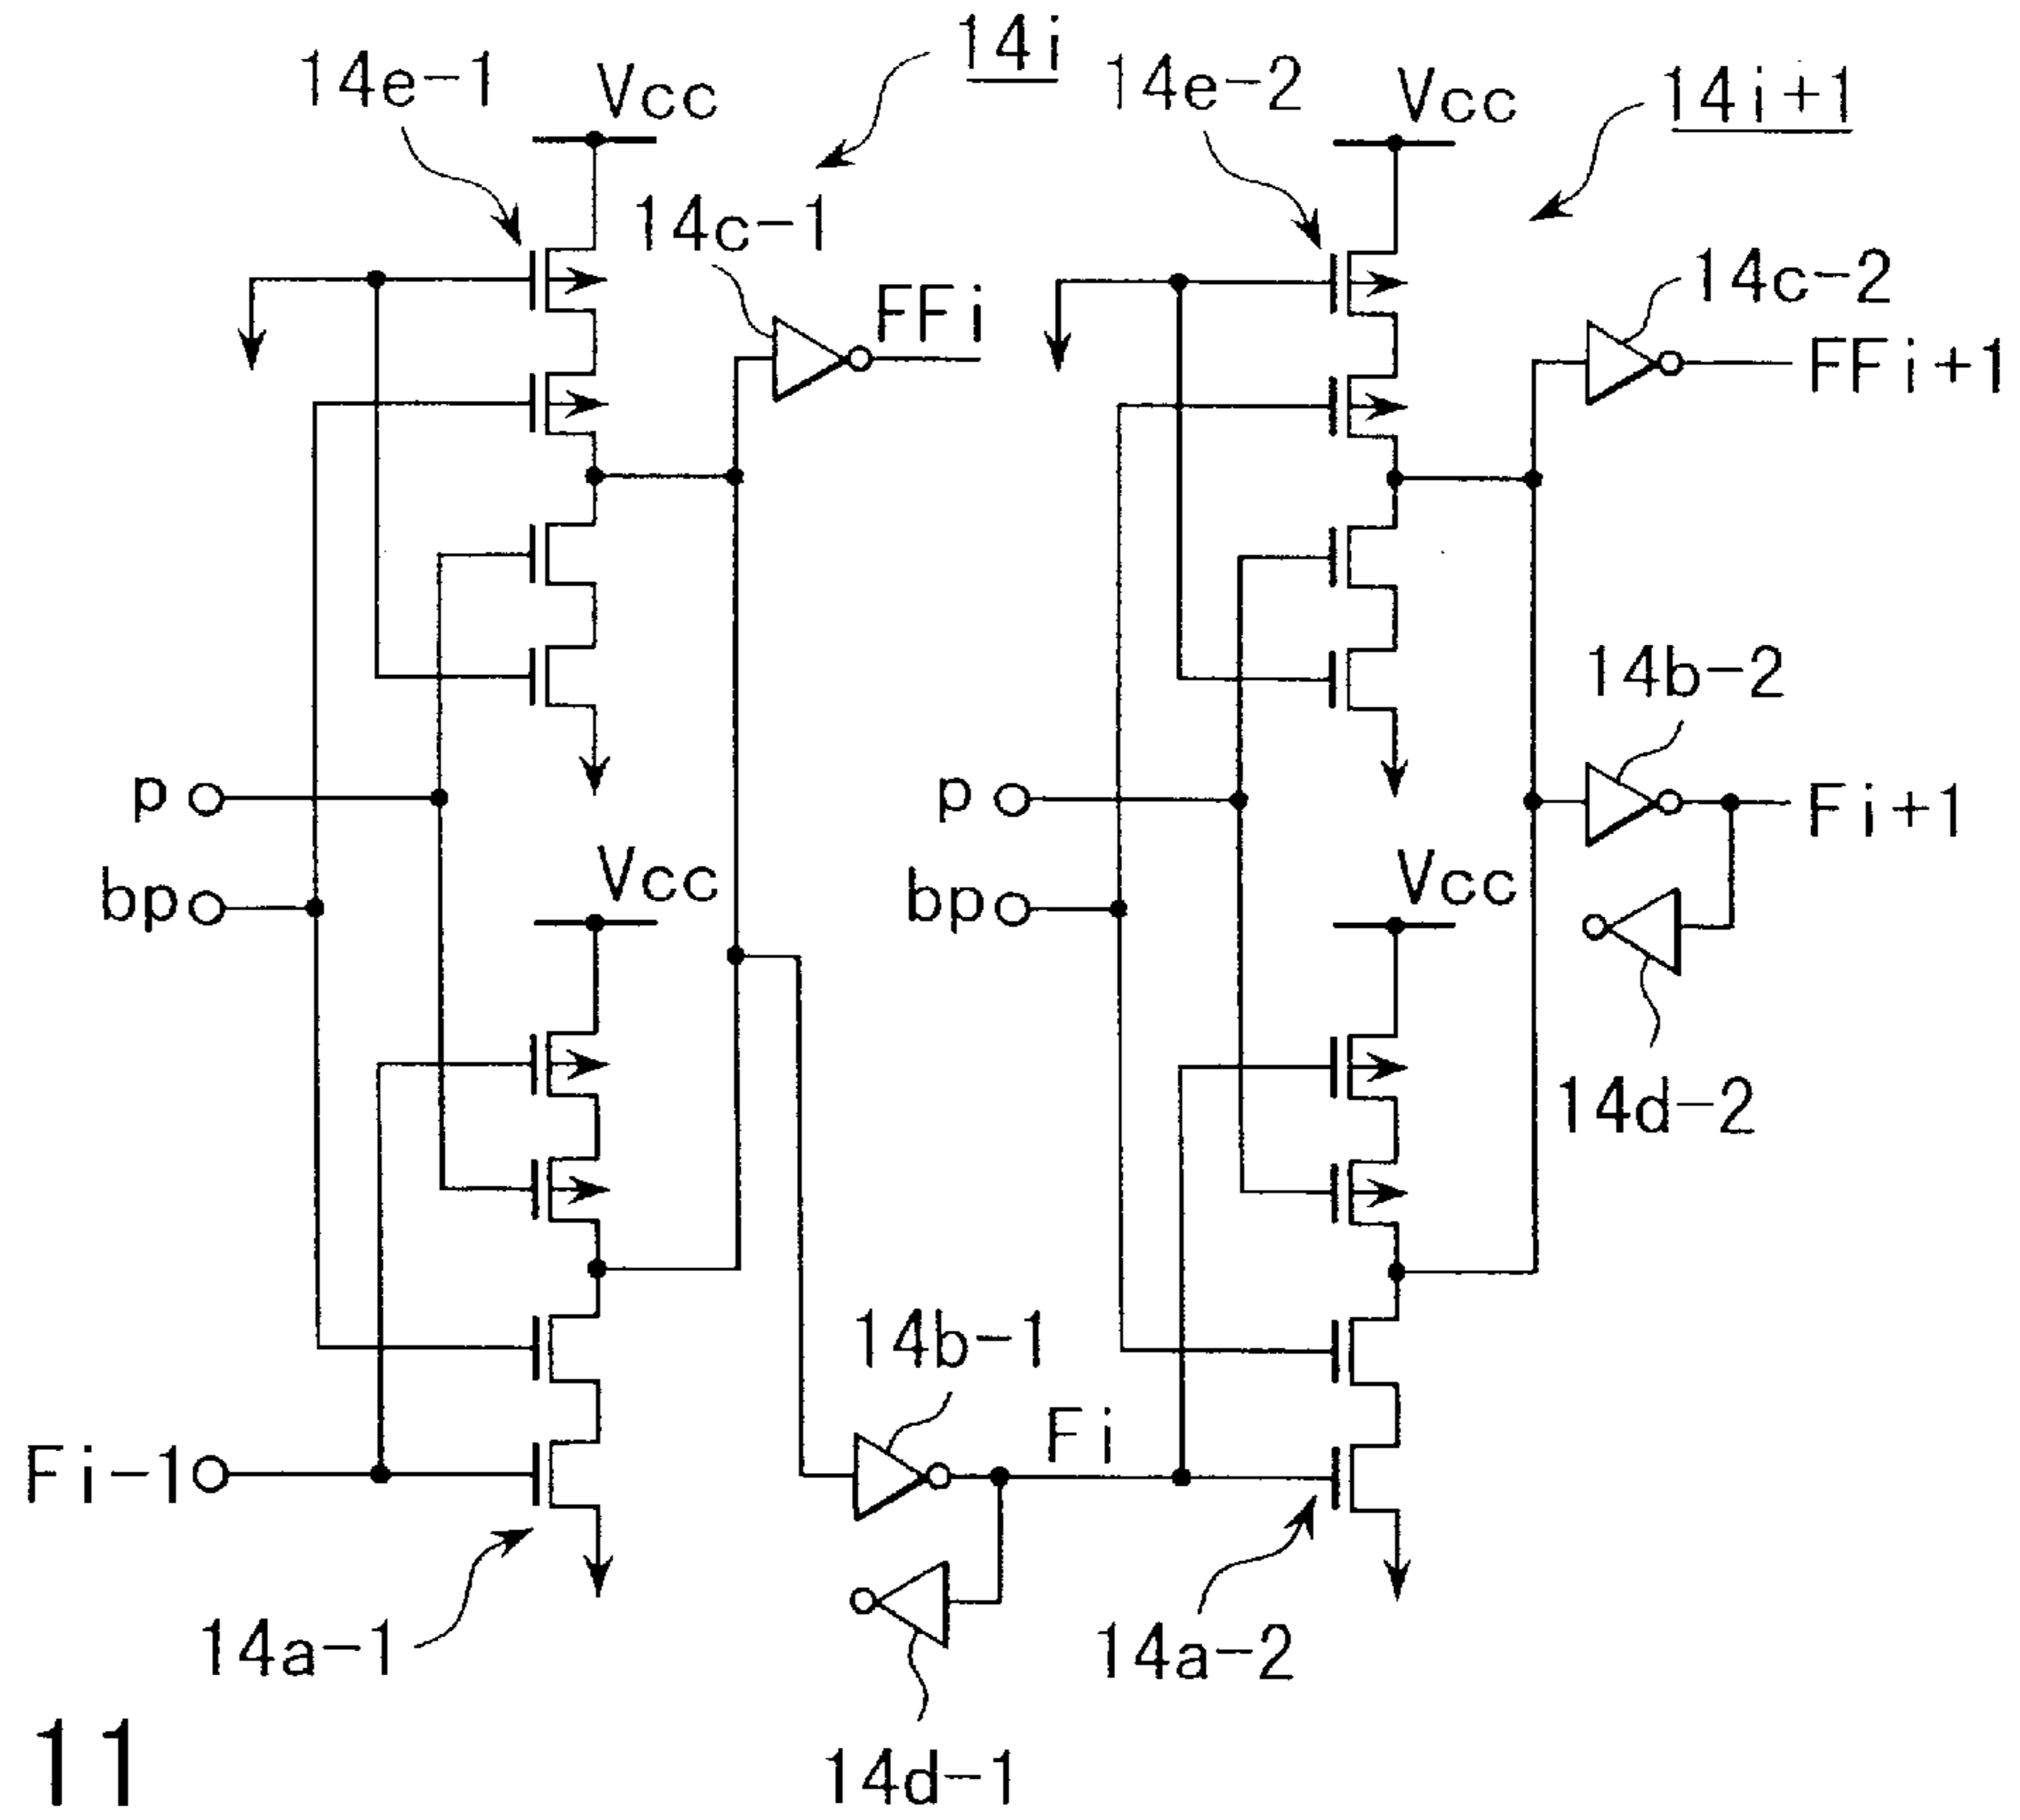 14i
14e-1
Vcc
14e-2
Vcc
14i+1
14c-1
FFi
14c-2
FFi+1
14b-2
p
p
Fi+1
bp
Vcc
bp
Vcc
14d-2
14b-1
Fi
Fi-1
14a-1
14a-2
14d-1
11